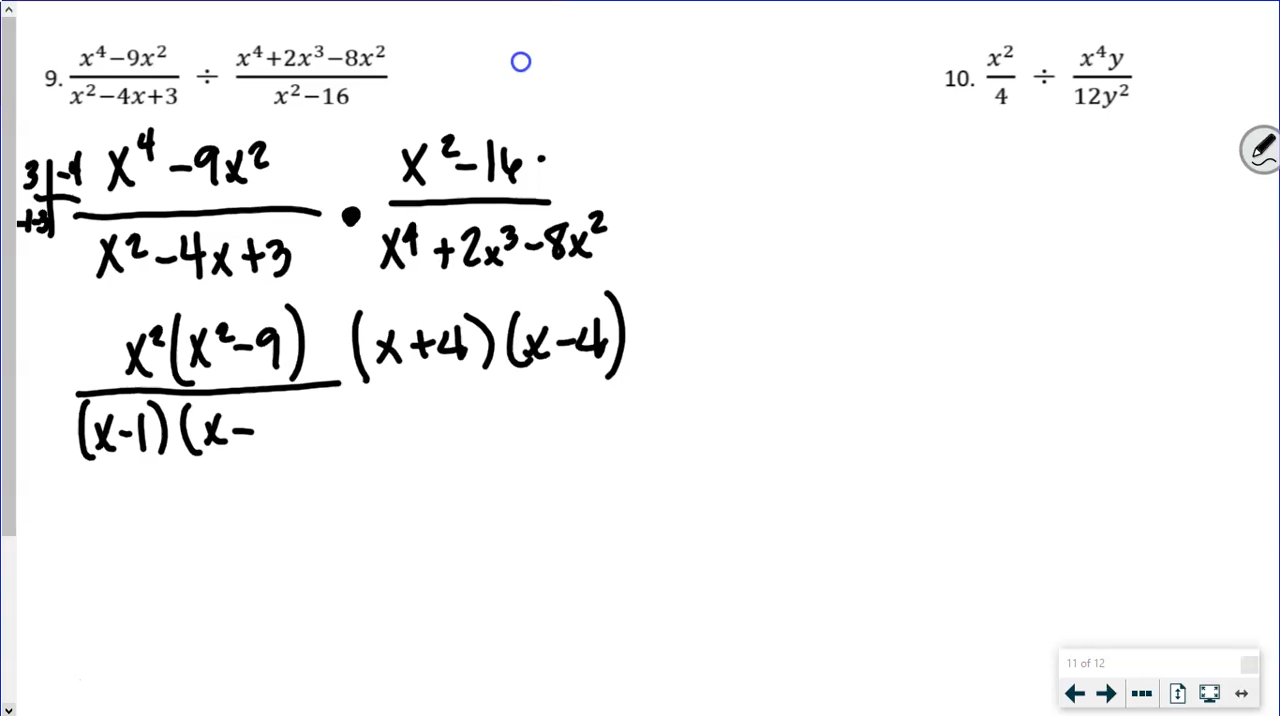 9. x⁴−9x² / x²−4x+3 ÷ x⁴+2x³−8x² / x²−16
10. x²/4 ÷ x⁴y/12y²
3 | -4
-1 -3
x⁴ -9x² / x² -4x +3 • x² -16 / x⁴ +2x³ -8x²
x²(x² -9) (x+4)(x-4)
(x-1)(x-
11 of 12